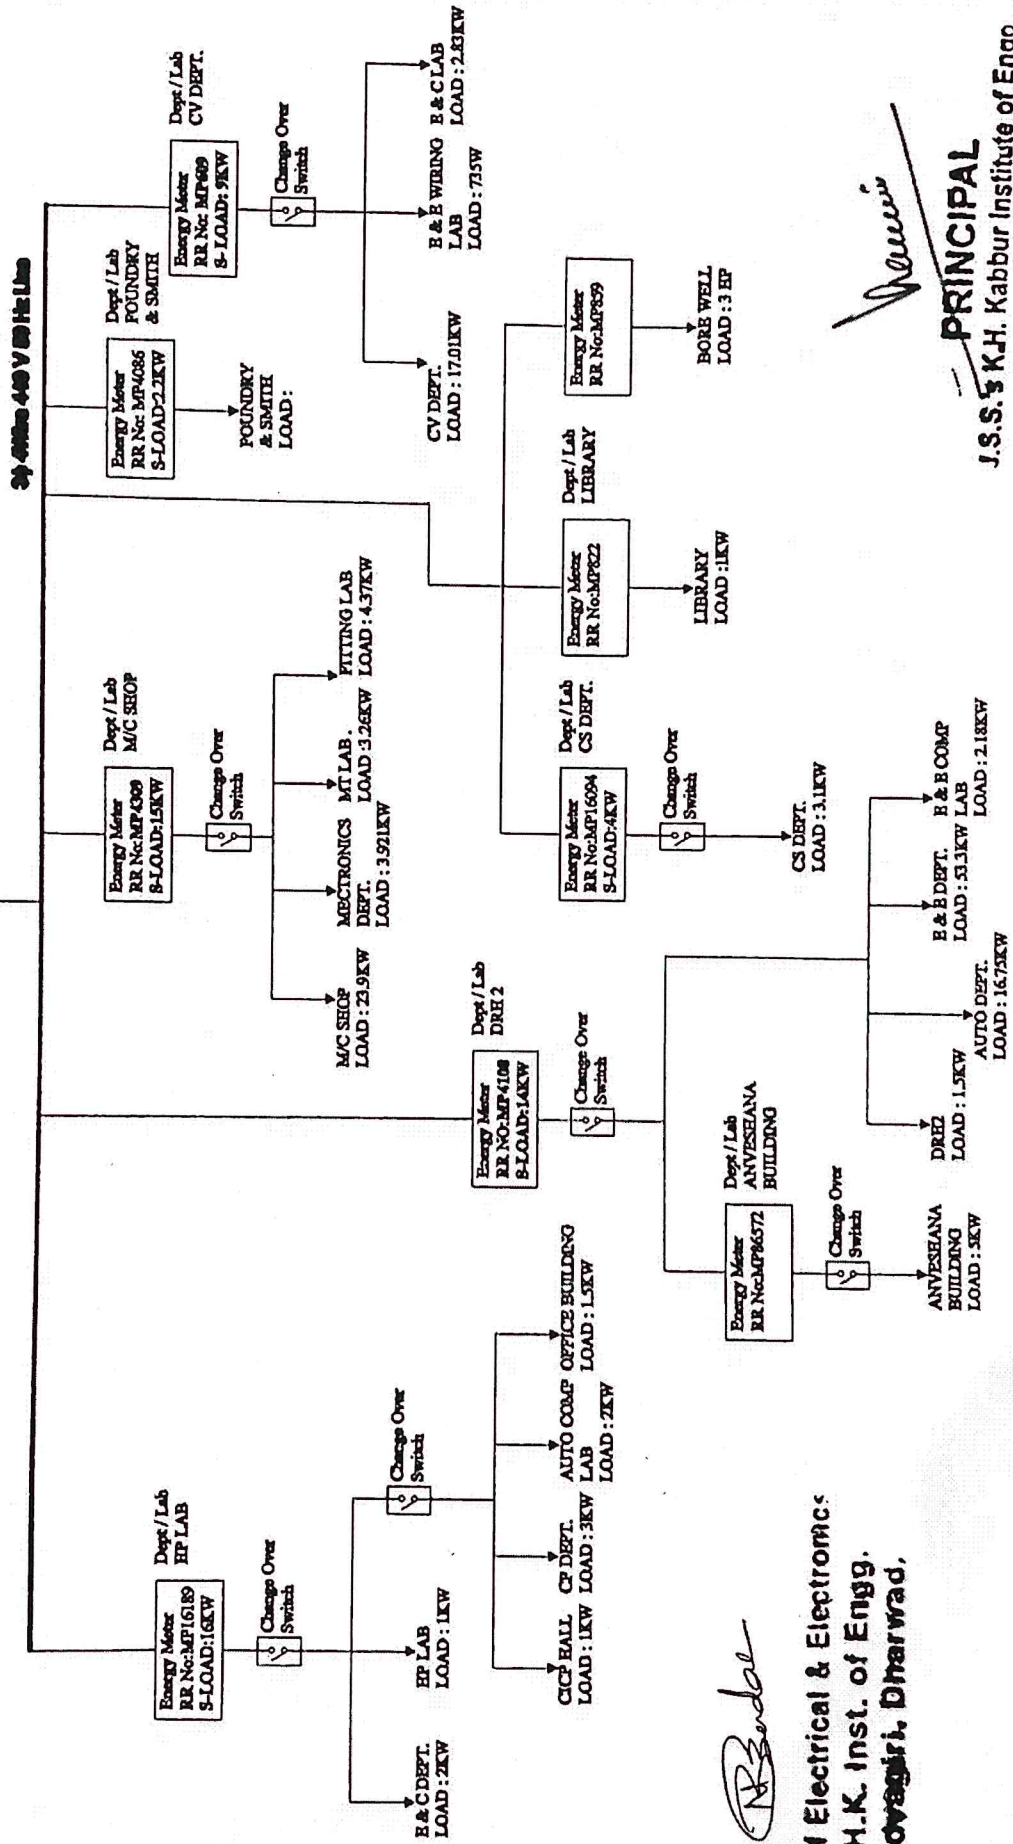 3ϕ 4Wire 440 V 50 Hz Line
Energy Meter
RR No:MP16189
S-LOAD:16KW
Dept / Lab
HP LAB
Change Over
Switch
E & C DEPT.
LOAD : 2KW
HP LAB
LOAD : 1KW
Change Over
Switch
CICP HALL
LOAD : 1KW
CP DEPT.
LOAD : 3KW
AUTO COMP
LAB
LOAD : 2KW
OFFICE BUILDING
LOAD : 1.5KW
Energy Meter
RR NO:MP4108
S-LOAD:14KW
Dept / Lab
DRH 2
Change Over
Switch
Energy Meter
RR No:MP86572
Dept / Lab
ANVESHANA
BUILDING
Change Over
Switch
ANVESHANA
BUILDING
LOAD : 5KW
DRH2
LOAD : 1.5KW
AUTO DEPT.
LOAD : 16.75KW
E & E DEPT.
LOAD : 53.3KW
E & E COMP
LAB
LOAD : 2.18KW
Energy Meter
RR No:MP4309
S-LOAD:15KW
Dept / Lab
M/C SHOP
Change Over
Switch
M/C SHOP
LOAD : 23.9KW
MECTRONICS
DEPT.
LOAD : 3.921KW
MT LAB.
LOAD :3.26KW
FITTING LAB
LOAD : 4.37KW
Energy Meter
RR No:MP16094
S-LOAD:4KW
Dept / Lab
CS DEPT.
Change Over
Switch
CS DEPT.
LOAD : 3.1KW
Energy Meter
RR No:MP822
Dept / Lab
LIBRARY
LIBRARY
LOAD :1KW
Energy Meter
RR No:MP859
BORE WELL
LOAD : 3 HP
Energy Meter
RR No: MP4086
S-LOAD:2.2KW
Dept / Lab
FOUNDRY
& SMITH
FOUNDRY
& SMITH
LOAD :
Energy Meter
RR No: MP609
S- LOAD: 9KW
Dept / Lab
CV DEPT.
Change Over
Switch
CV DEPT.
LOAD : 17.01KW
E & E WIRING
LAB
LOAD : 735W
E & C LAB
LOAD : 2.83KW
Electrical & Electronics
H.K. Inst. of Engg.
Dharwad,
PRINCIPAL
J.S.S.'s K.H. Kabbur Institute of Engg